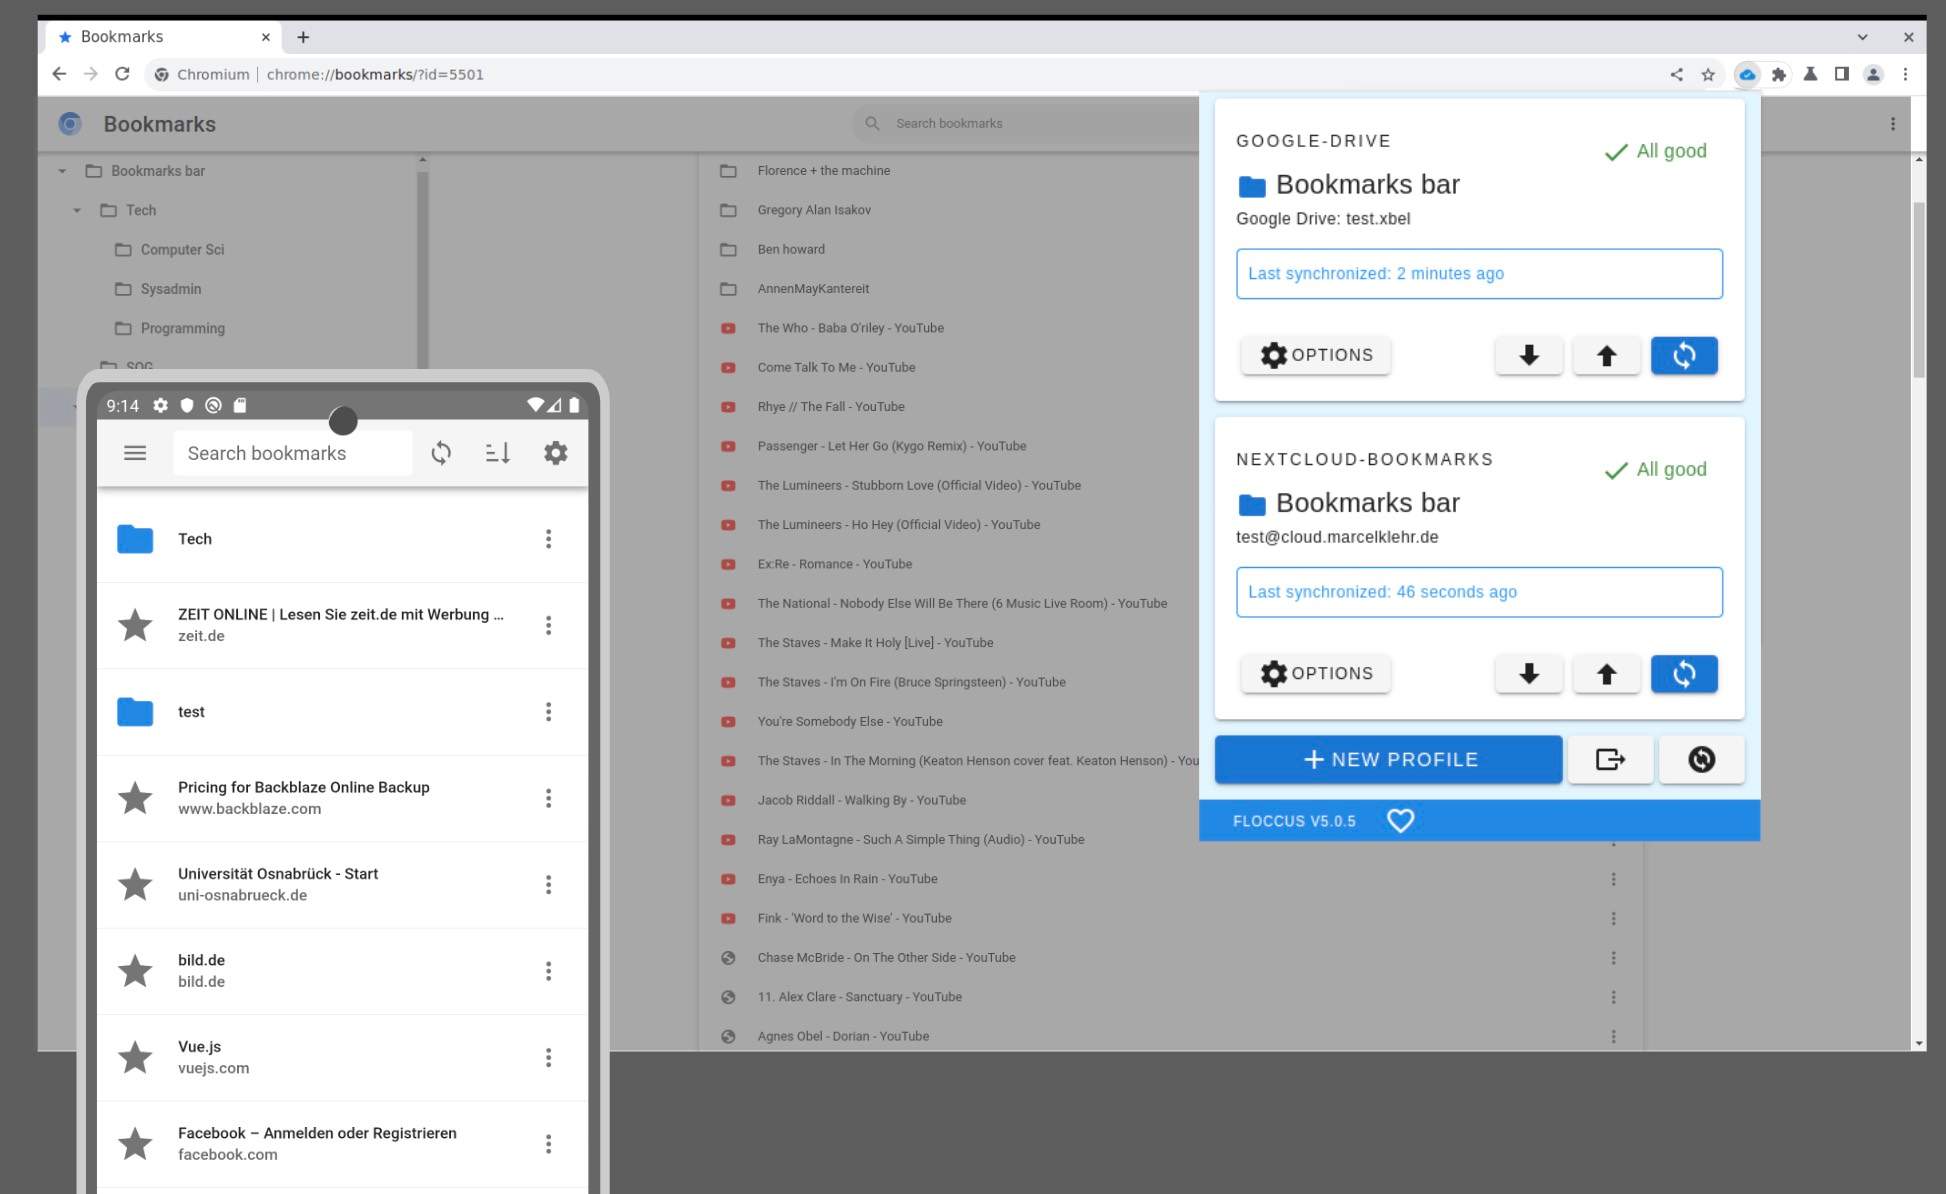 Bookmarks
Chromium
chrome://bookmarks/?id=5501
Bookmarks
Search bookmarks
Bookmarks bar
Tech
Computer Sci
Sysadmin
Programming
SOG
Florence + the machine
Gregory Alan Isakov
Ben howard
AnnenMayKantereit
The Who - Baba O'riley - YouTube
Come Talk To Me - YouTube
Rhye // The Fall - YouTube
Passenger - Let Her Go (Kygo Remix) - YouTube
The Lumineers - Stubborn Love (Official Video) - YouTube
The Lumineers - Ho Hey (Official Video) - YouTube
Ex:Re - Romance - YouTube
The National - Nobody Else Will Be There (6 Music Live Room) - YouTube
The Staves - Make It Holy [Live] - YouTube
The Staves - I'm On Fire (Bruce Springsteen) - YouTube
You're Somebody Else - YouTube
The Staves - In The Morning (Keaton Henson cover feat. Keaton Henson) - You
Jacob Riddall - Walking By - YouTube
Ray LaMontagne - Such A Simple Thing (Audio) - YouTube
Enya - Echoes In Rain - YouTube
Fink - 'Word to the Wise' - YouTube
Chase McBride - On The Other Side - YouTube
11. Alex Clare - Sanctuary - YouTube
Agnes Obel - Dorian - YouTube
GOOGLE-DRIVE
All good
Bookmarks bar
Google Drive: test.xbel
Last synchronized: 2 minutes ago
OPTIONS
NEXTCLOUD-BOOKMARKS
All good
Bookmarks bar
test@cloud.marcelklehr.de
Last synchronized: 46 seconds ago
OPTIONS
NEW PROFILE
FLOCCUS V5.0.5
9:14
Search bookmarks
Tech
ZEIT ONLINE | Lesen Sie zeit.de mit Werbung ...
zeit.de
test
Pricing for Backblaze Online Backup
www.backblaze.com
Universität Osnabrück - Start
uni-osnabrueck.de
bild.de
bild.de
Vue.js
vuejs.com
Facebook – Anmelden oder Registrieren
facebook.com